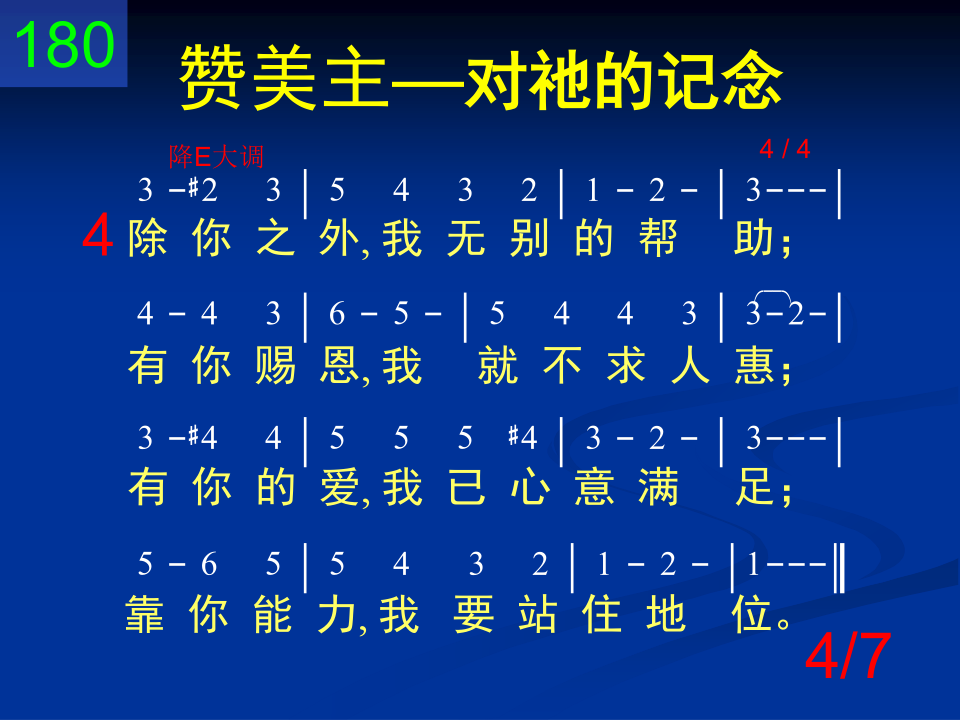 180
赞美主—对祂的记念
降E大调 4 / 4
3 -#2 3 | 5 4 3 2 | 1 - 2 - | 3--- |
4 除 你 之 外, 我 无 别 的 帮 助;
4 - 4 3 | 6 - 5 - | 5 4 4 3 | 3-2- |
有 你 赐 恩, 我 就 不 求 人 惠;
3 -#4 4 | 5 5 5 #4 | 3 - 2 - | 3--- |
有 你 的 爱, 我 已 心 意 满 足;
5 - 6 5 | 5 4 3 2 | 1 - 2 - | 1--- ‖
靠 你 能 力, 我 要 站 住 地 位。
4/7